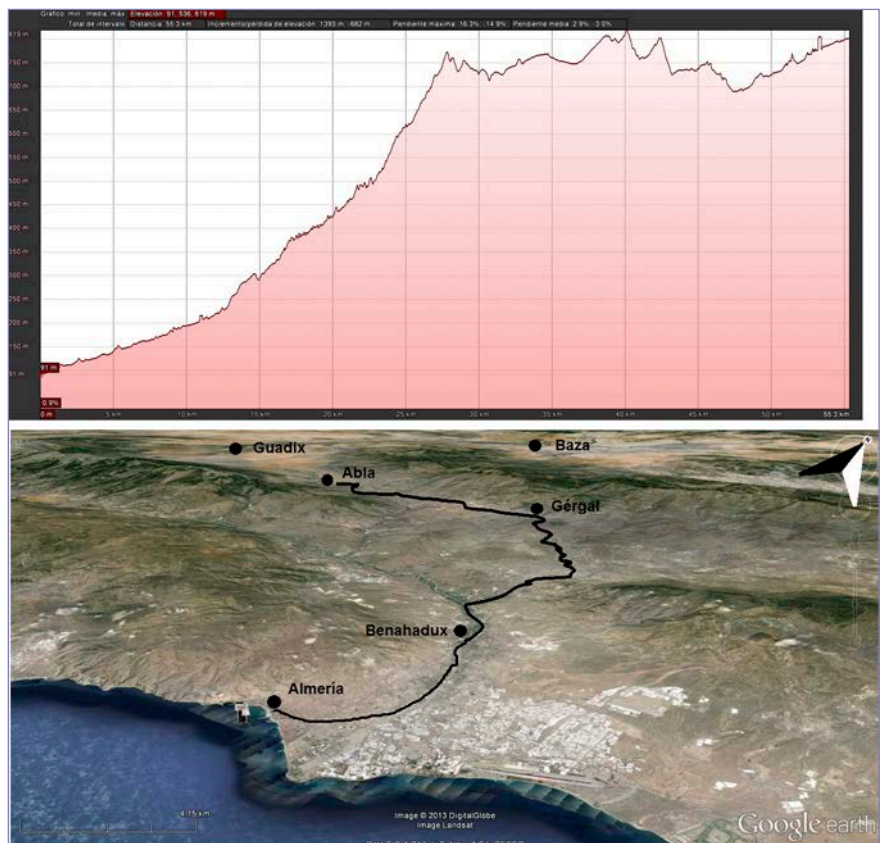 Gráfico: mín., media, máx. Elevación: 91, 536, 819 m
Total de intervalo: Distancia: 55.3 km Incremento/pérdida de elevación: 1393 m, -682 m Pendiente máxima: 16.3%, -14.9% Pendiente media: 2.9%, -3.0%
819 m
750 m
700 m
650 m
600 m
550 m
500 m
450 m
400 m
350 m
300 m
250 m
200 m
150 m
91 m
91 m
0.9%
0 m 5 km 10 km 15 km 20 km 25 km 30 km 35 km 40 km 45 km 50 km 55.3 km
Guadix
Baza
Abla
Gérgal
Benahadux
Almería
4.15 km
Image © 2013 DigitalGlobe
Image Landsat
Google earth